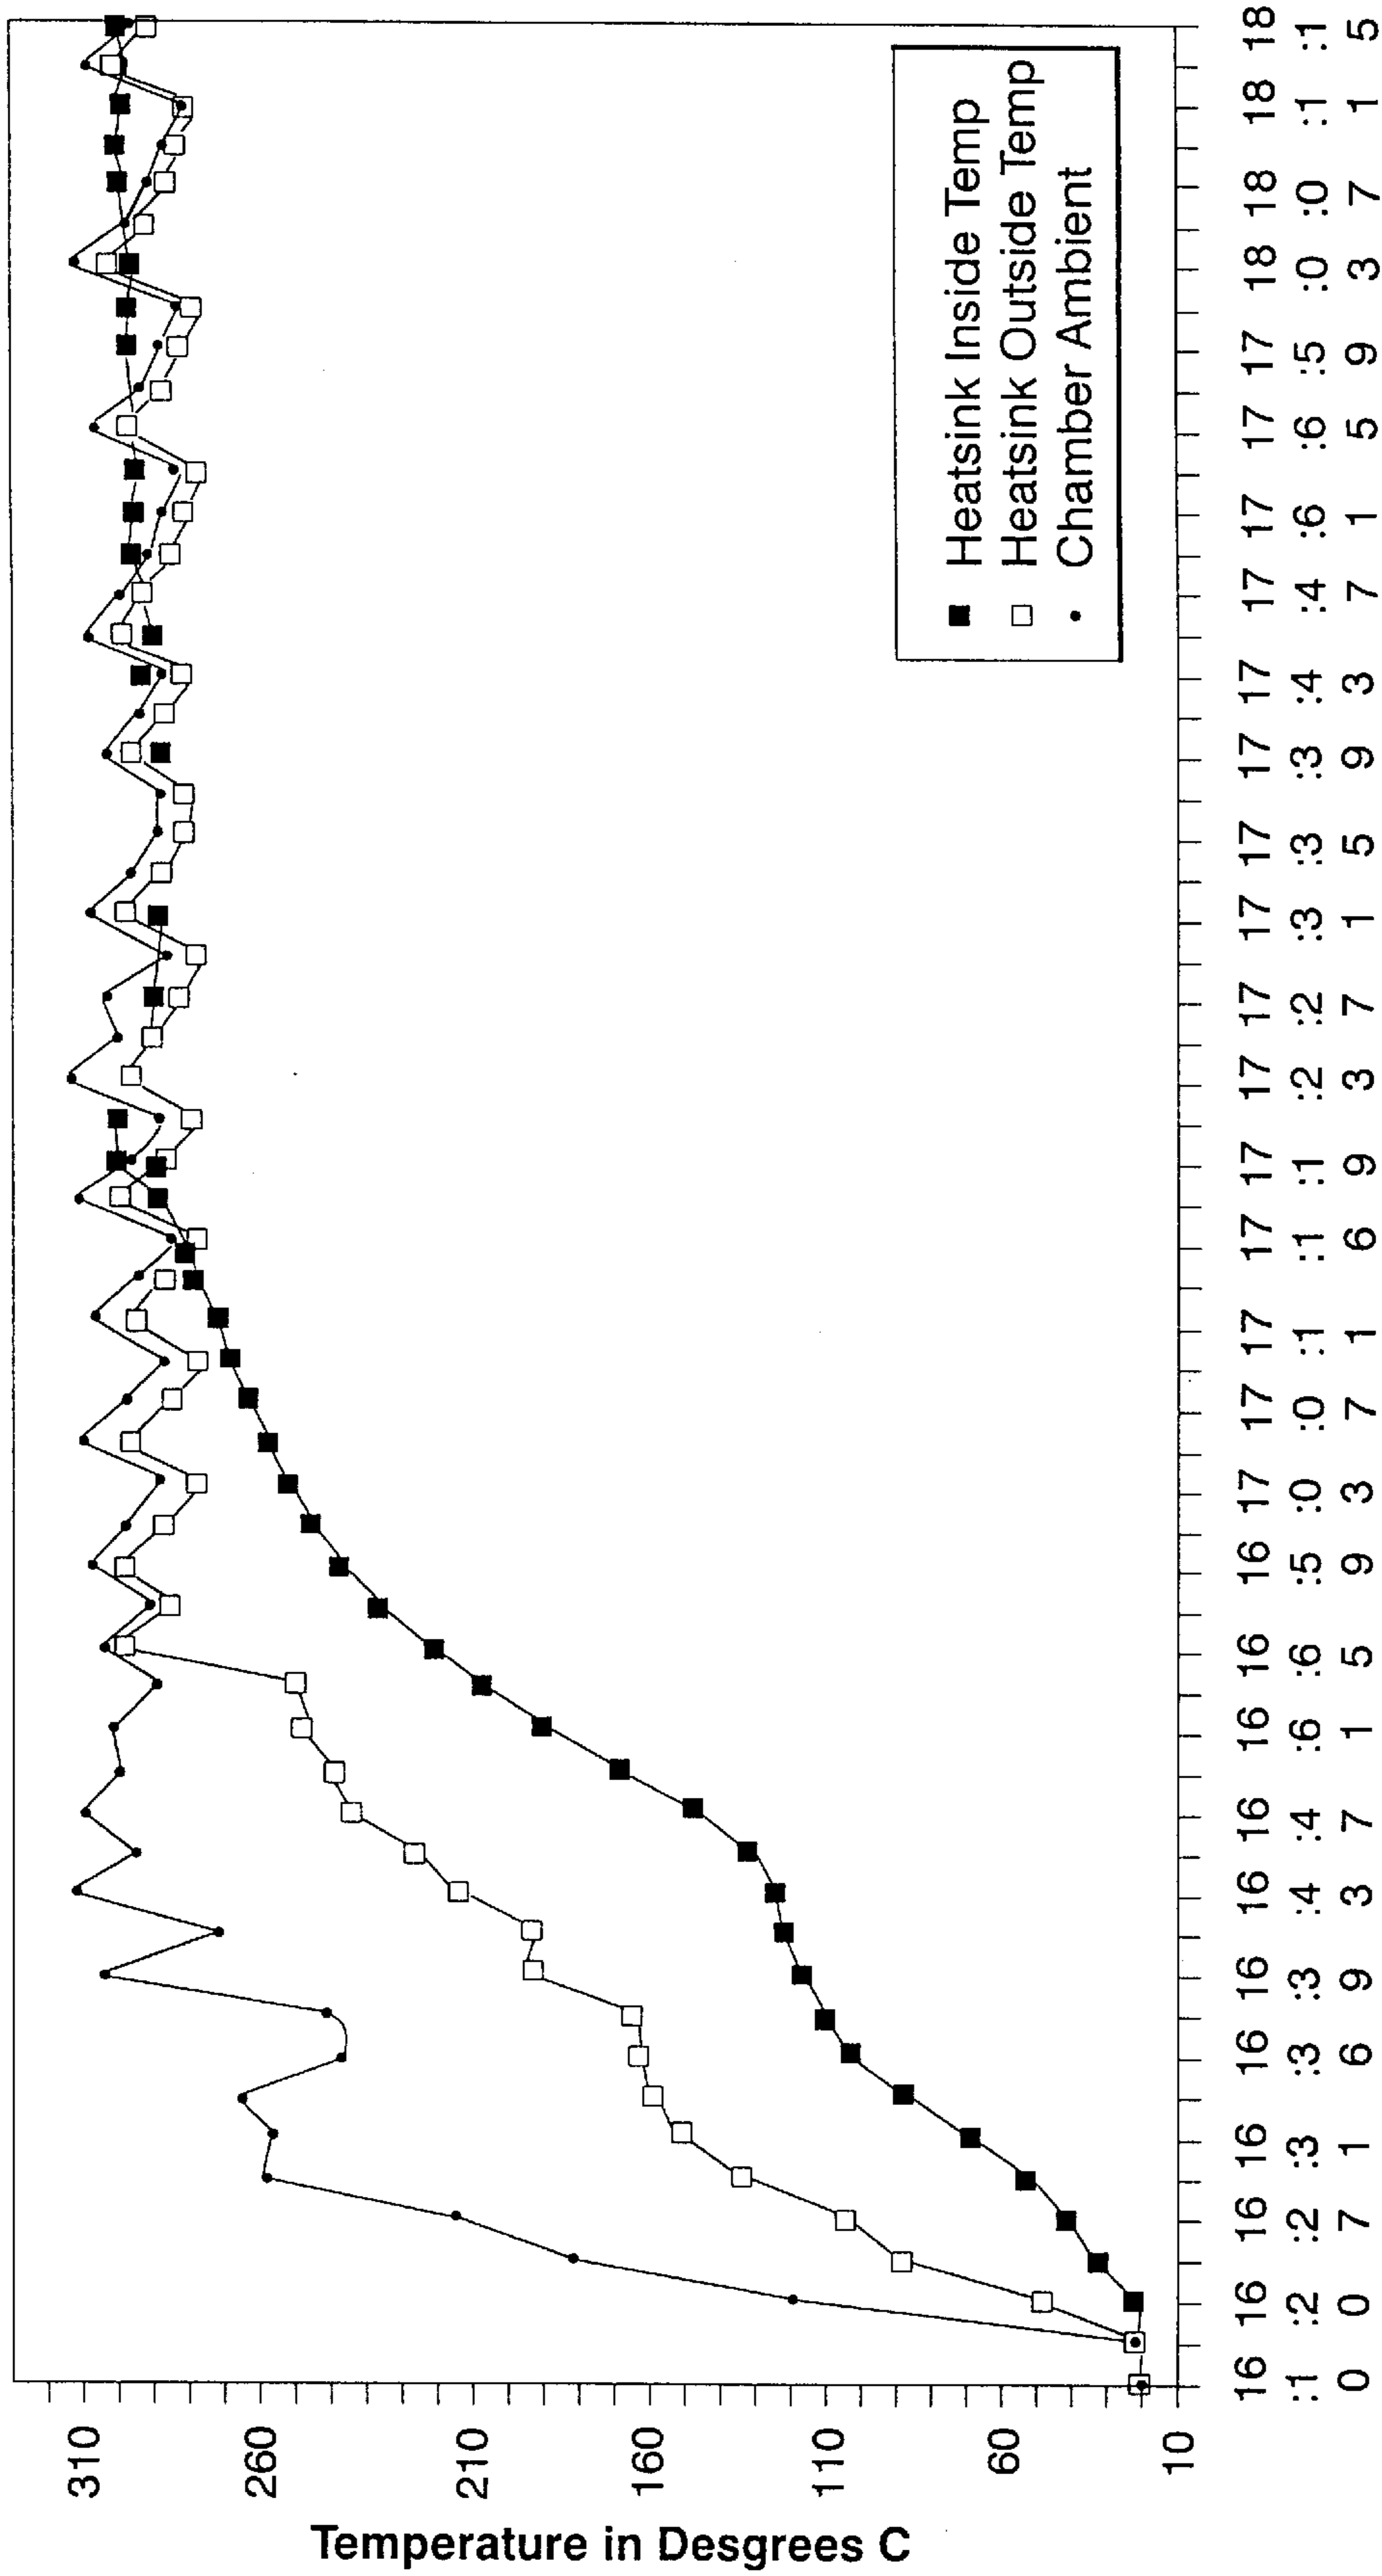 Temperature in Desgrees C
310
260
210
160
110
60
10
Heatsink Inside Temp
Heatsink Outside Temp
Chamber Ambient
16 16 16 16 16 16 16 16 16 16 16 17 17 17 17 17 17 17 17 17 17 17 17 17 17 17 18 18 18 18
:1 :2 :2 :3 :3 :3 :4 :4 :6 :6 :5 :0 :0 :1 :1 :1 :2 :2 :3 :3 :3 :4 :4 :6 :6 :5 :0 :0 :1 :1
0 0 7 1 6 9 3 7 1 5 9 3 7 1 6 9 3 7 1 5 9 3 7 1 5 9 3 7 1 5